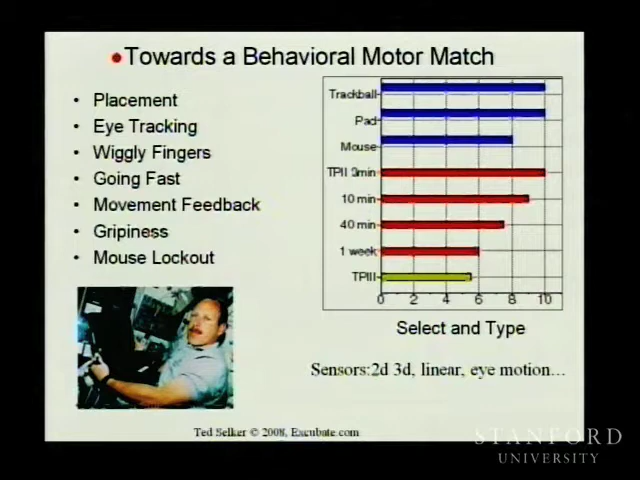 Towards a Behavioral Motor Match
• Placement
• Eye Tracking
• Wiggly Fingers
• Going Fast
• Movement Feedback
• Gripiness
• Mouse Lockout
Trackball
Pad
Mouse
TPII 9min
10 min
40 min
1 week
TPIII
0 2 4 6 8 10
Select and Type
Sensors:2d 3d, linear, eye motion...
Ted Selker © 2008, Excubate.com
STANFORD
UNIVERSITY